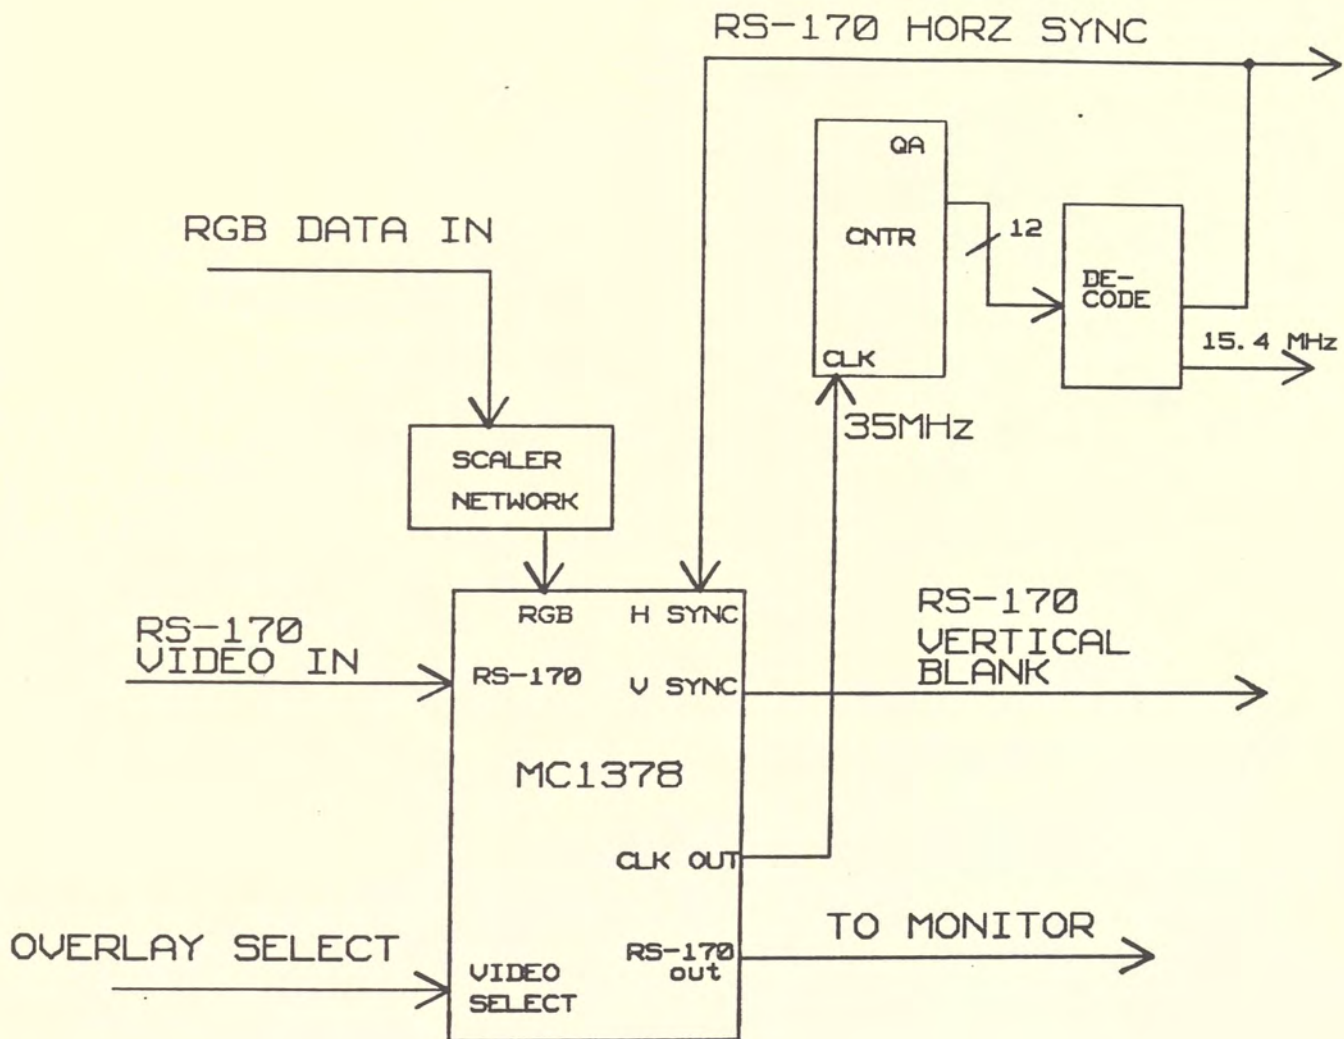 RS-170 HORZ SYNC
QA
CNTR
12
DE-
CODE
15.4 MHz
CLK
35MHz
RGB DATA IN
SCALER
NETWORK
RS-170
VIDEO IN
RGB
H SYNC
RS-170
V SYNC
RS-170
VERTICAL
BLANK
MC1378
CLK OUT
TO MONITOR
RS-170
out
OVERLAY SELECT
VIDEO
SELECT